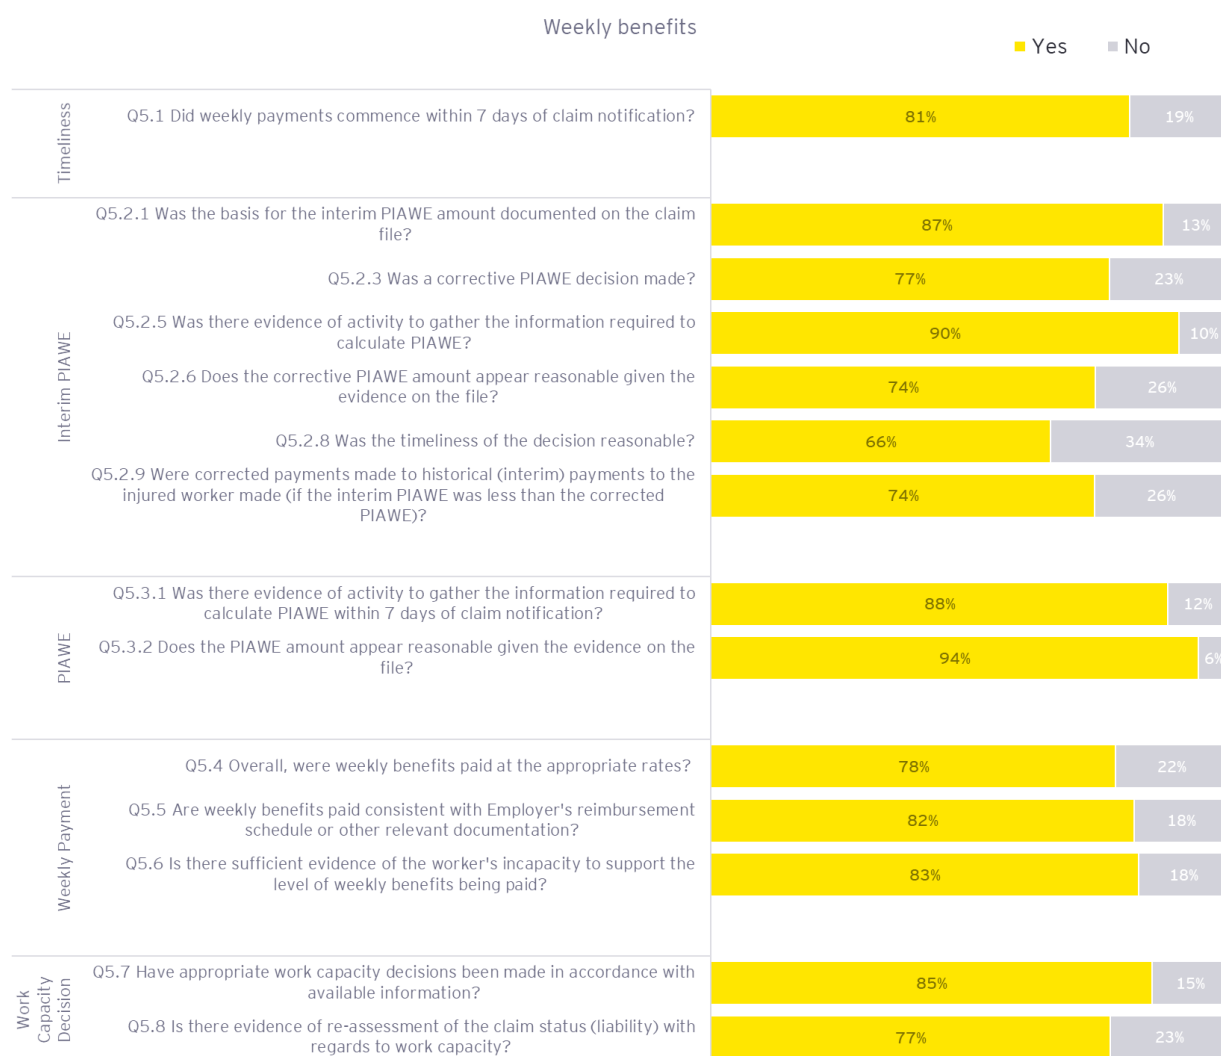 Weekly benefits
Yes
No
Timeliness
Q5.1 Did weekly payments commence within 7 days of claim notification?
81%
19%
Interim PIAWE
Q5.2.1 Was the basis for the interim PIAWE amount documented on the claim
file?
87%
13%
Q5.2.3 Was a corrective PIAWE decision made?
77%
23%
Q5.2.5 Was there evidence of activity to gather the information required to
calculate PIAWE?
90%
10%
Q5.2.6 Does the corrective PIAWE amount appear reasonable given the
evidence on the file?
74%
26%
Q5.2.8 Was the timeliness of the decision reasonable?
66%
34%
Q5.2.9 Were corrected payments made to historical (interim) payments to the
injured worker made (if the interim PIAWE was less than the corrected
PIAWE)?
74%
26%
PIAWE
Q5.3.1 Was there evidence of activity to gather the information required to
calculate PIAWE within 7 days of claim notification?
88%
12%
Q5.3.2 Does the PIAWE amount appear reasonable given the evidence on the
file?
94%
6%
Weekly Payment
Q5.4 Overall, were weekly benefits paid at the appropriate rates?
78%
22%
Q5.5 Are weekly benefits paid consistent with Employer's reimbursement
schedule or other relevant documentation?
82%
18%
Q5.6 Is there sufficient evidence of the worker's incapacity to support the
level of weekly benefits being paid?
83%
18%
Work
Capacity
Decision
Q5.7 Have appropriate work capacity decisions been made in accordance with
available information?
85%
15%
Q5.8 Is there evidence of re-assessment of the claim status (liability) with
regards to work capacity?
77%
23%